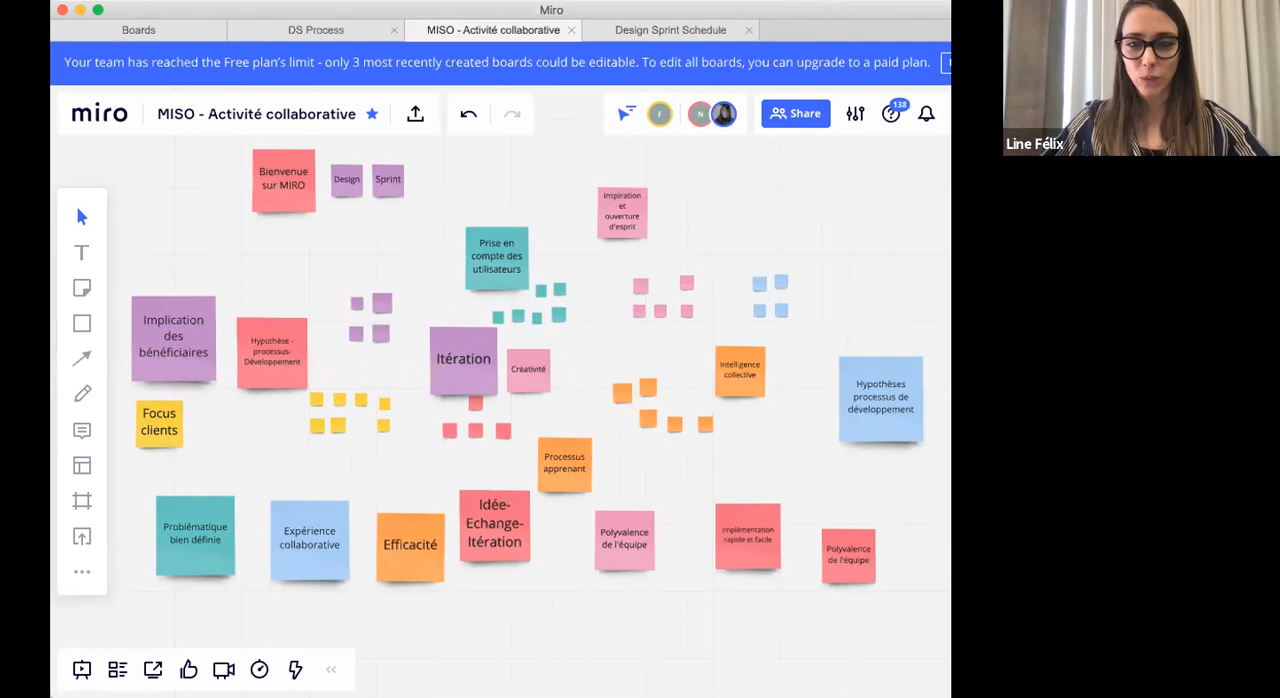 Miro
Boards
DS Process
MISO - Activité collaborative
Design Sprint Schedule
Your team has reached the Free plan's limit - only 3 most recently created boards could be editable. To edit all boards, you can upgrade to a paid plan.
miro
MISO - Activité collaborative
Share
138
Line Félix
Bienvenue
sur MIRO
Design
Sprint
Inspiration
et
ouverture
d'esprit
Prise en
compte des
utilisateurs
Implication
des
bénéficiaires
Hypothèse -
processus-
Développement
Itération
Créativité
Intelligence
collective
Hypothèses
processus de
développement
Focus
clients
Processus
apprenant
Problématique
bien définie
Expérience
collaborative
Efficacité
Idée-
Echange-
Itération
Polyvalence
de l'équipe
Implémentation
rapide et facile
Polyvalence
de l'équipe